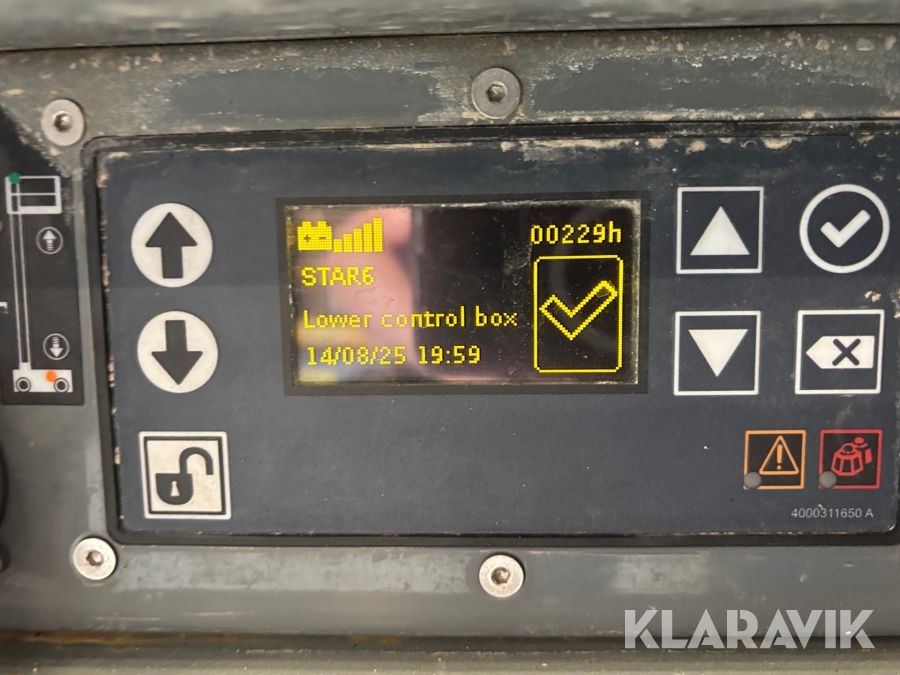 00229h
STAR6
Lower control box
14/08/25 19:59
4000311650 A
KLARAVIK